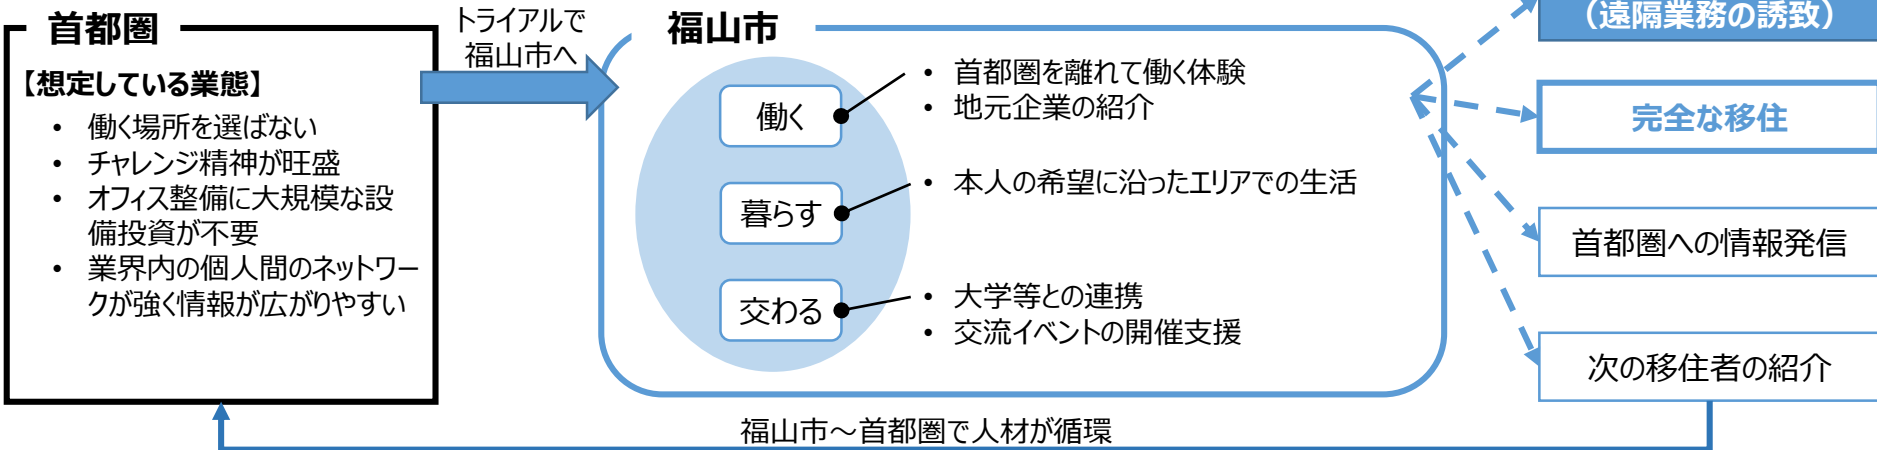 首都圏
【想定している業態】
• 働く場所を選ばない
• チャレンジ精神が旺盛
• オフィス整備に大規模な設
備投資が不要
• 業界内の個人間のネットワー
クが強く情報が広がりやすい
トライアルで
福山市へ
福山市
働く
• 首都圏を離れて働く体験
• 地元企業の紹介
暮らす
• 本人の希望に沿ったエリアでの生活
交わる
• 大学等との連携
• 交流イベントの開催支援
（遠隔業務の誘致）
完全な移住
首都圏への情報発信
次の移住者の紹介
福山市～首都圏で人材が循環